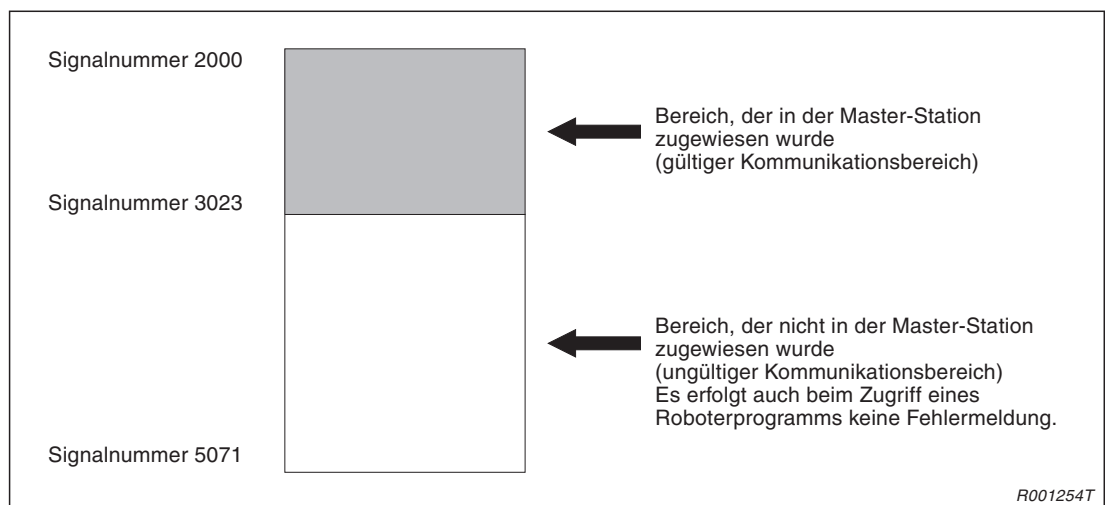 Signalnummer 2000
Bereich, der in der Master-Station
zugewiesen wurde
(gültiger Kommunikationsbereich)
Signalnummer 3023
Bereich, der nicht in der Master-Station
zugewiesen wurde
(ungültiger Kommunikationsbereich)
Es erfolgt auch beim Zugriff eines
Roboterprogramms keine Fehlermeldung.
Signalnummer 5071
R001254T